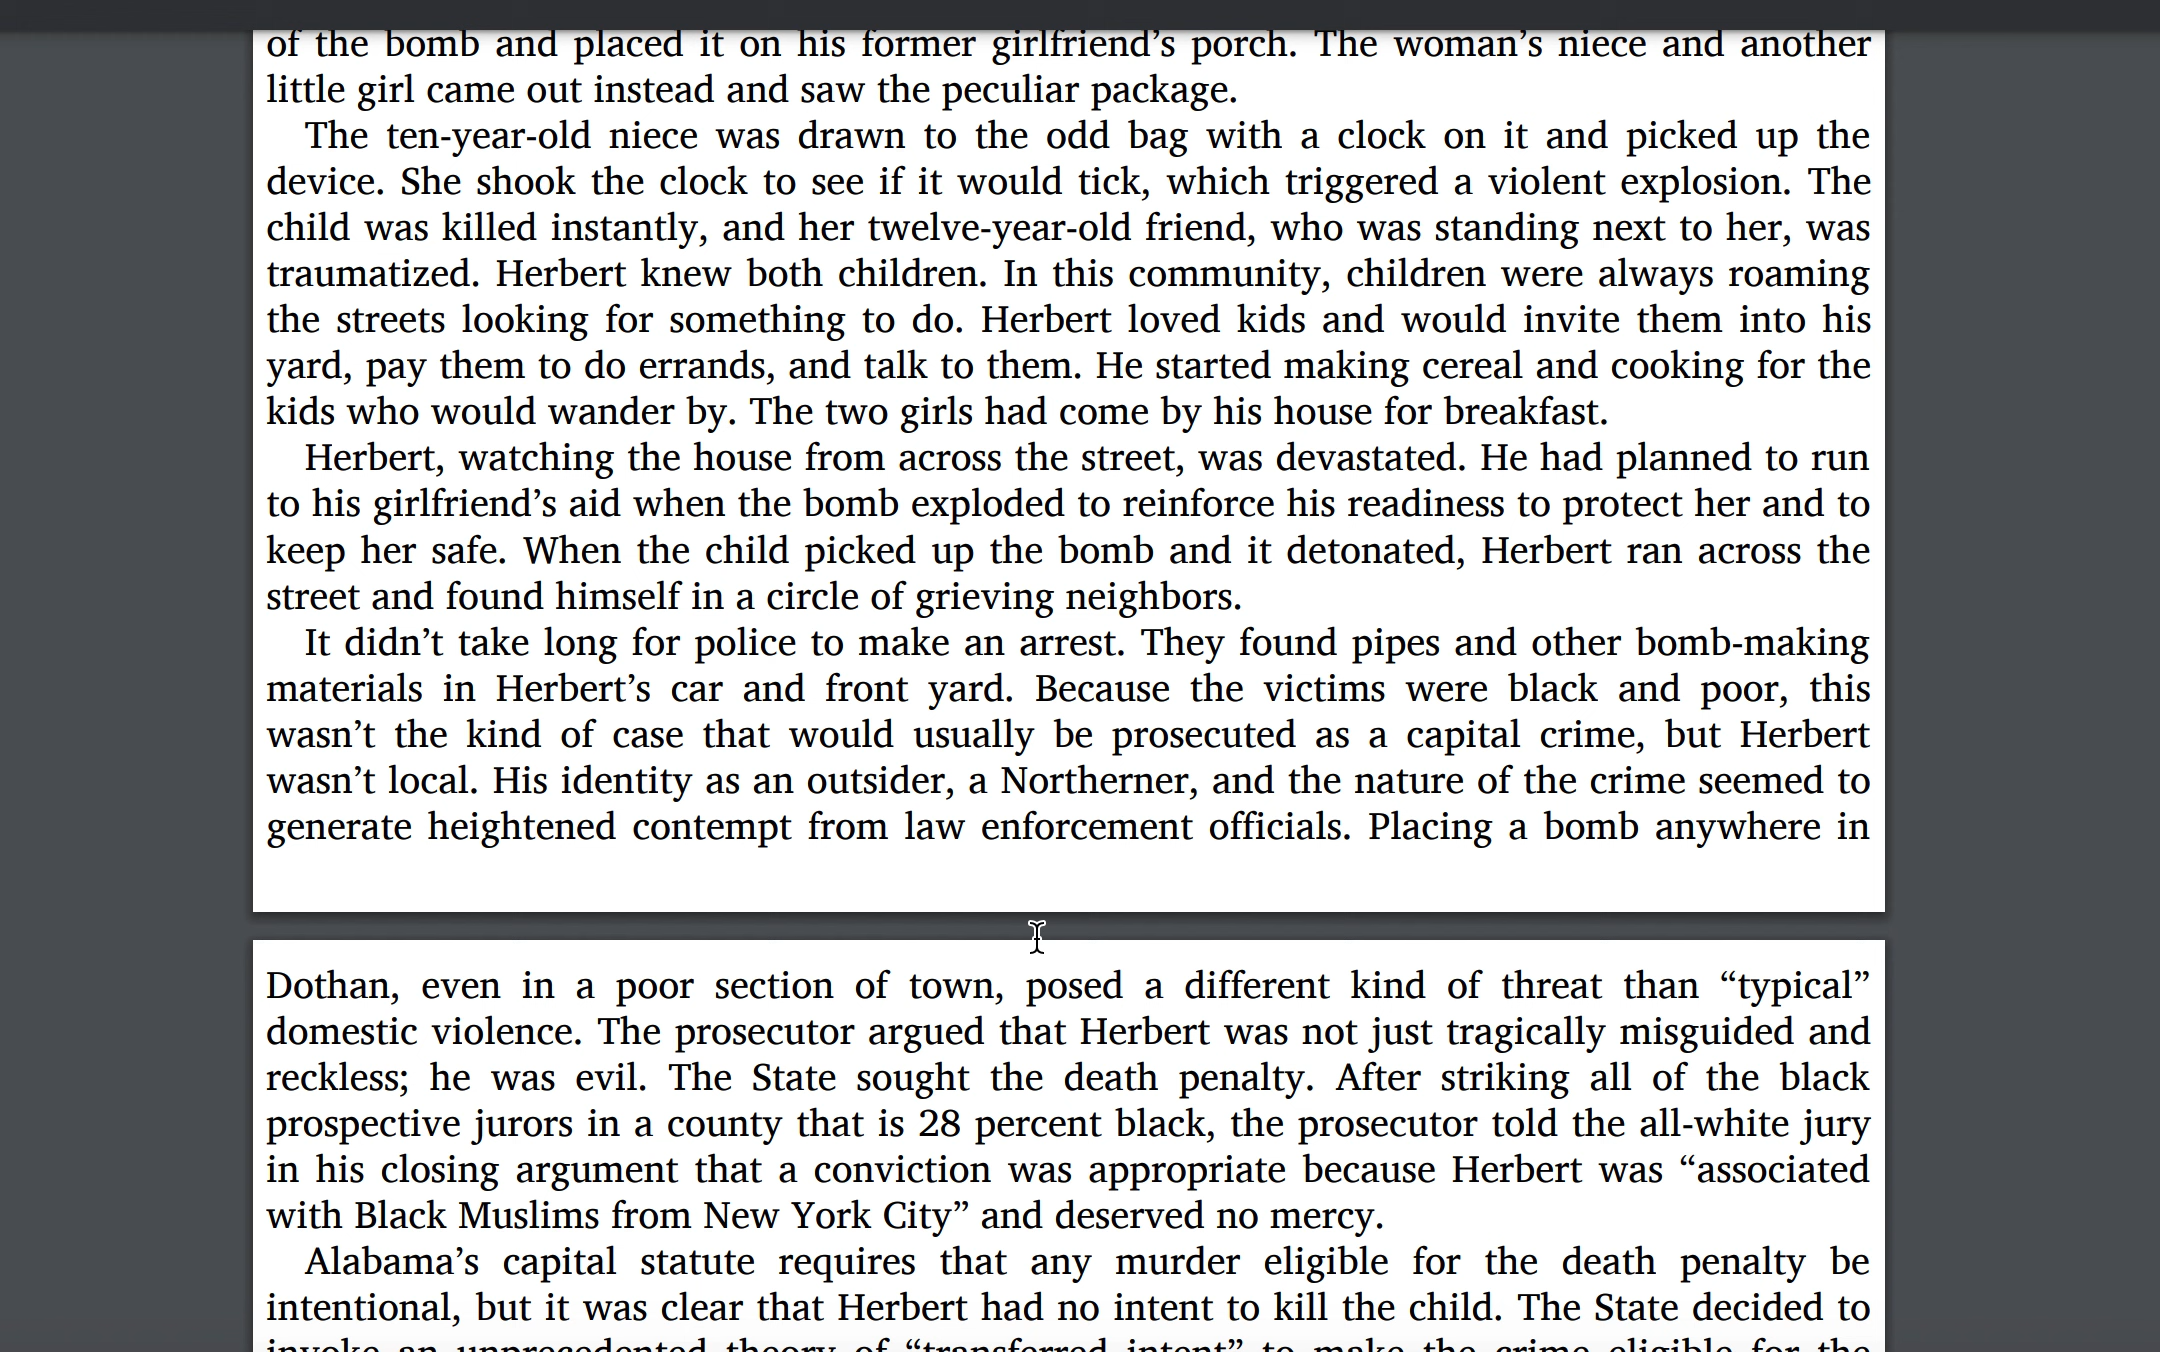 of the bomb and placed it on his former girlfriend’s porch. The woman’s niece and another
little girl came out instead and saw the peculiar package.
The ten-year-old niece was drawn to the odd bag with a clock on it and picked up the
device. She shook the clock to see if it would tick, which triggered a violent explosion. The
child was killed instantly, and her twelve-year-old friend, who was standing next to her, was
traumatized. Herbert knew both children. In this community, children were always roaming
the streets looking for something to do. Herbert loved kids and would invite them into his
yard, pay them to do errands, and talk to them. He started making cereal and cooking for the
kids who would wander by. The two girls had come by his house for breakfast.
Herbert, watching the house from across the street, was devastated. He had planned to run
to his girlfriend’s aid when the bomb exploded to reinforce his readiness to protect her and to
keep her safe. When the child picked up the bomb and it detonated, Herbert ran across the
street and found himself in a circle of grieving neighbors.
It didn’t take long for police to make an arrest. They found pipes and other bomb-making
materials in Herbert’s car and front yard. Because the victims were black and poor, this
wasn’t the kind of case that would usually be prosecuted as a capital crime, but Herbert
wasn’t local. His identity as an outsider, a Northerner, and the nature of the crime seemed to
generate heightened contempt from law enforcement officials. Placing a bomb anywhere in
Dothan, even in a poor section of town, posed a different kind of threat than “typical”
domestic violence. The prosecutor argued that Herbert was not just tragically misguided and
reckless; he was evil. The State sought the death penalty. After striking all of the black
prospective jurors in a county that is 28 percent black, the prosecutor told the all-white jury
in his closing argument that a conviction was appropriate because Herbert was “associated
with Black Muslims from New York City” and deserved no mercy.
Alabama’s capital statute requires that any murder eligible for the death penalty be
intentional, but it was clear that Herbert had no intent to kill the child. The State decided to
invoke an unprecedented theory of “transferred intent” to make the crime eligible for the